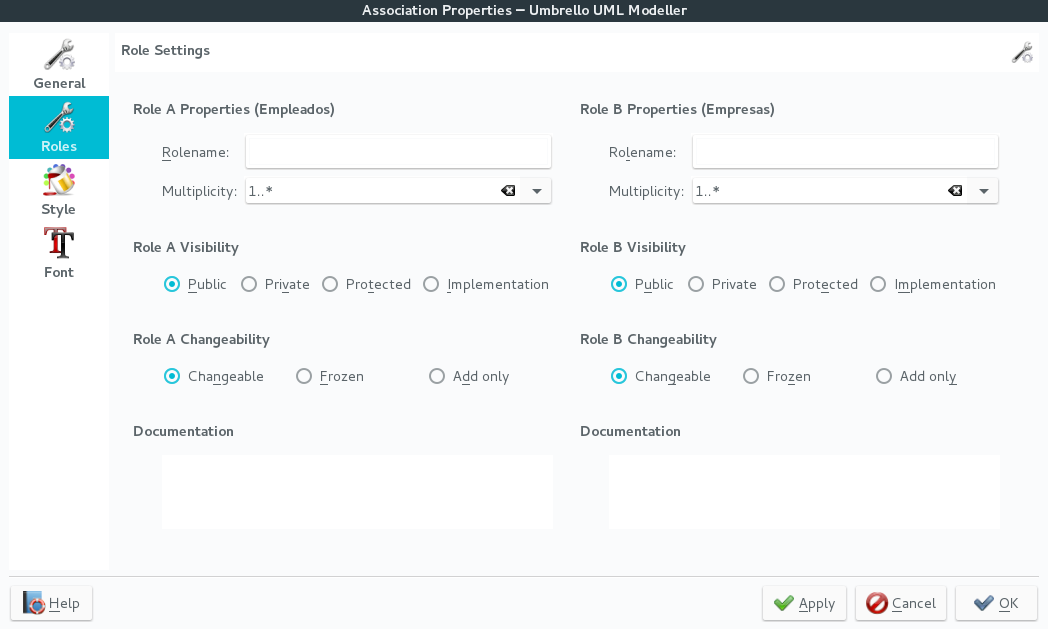 Association Properties – Umbrello UML Modeller
General
Roles
Style
Font
Role Settings
Role A Properties (Empleados)
Rolename:
Multiplicity: 1..*
Role A Visibility
Public Private Protected Implementation
Role A Changeability
Changeable Frozen Add only
Documentation
Role B Properties (Empresas)
Rolename:
Multiplicity: 1..*
Role B Visibility
Public Private Protected Implementation
Role B Changeability
Changeable Frozen Add only
Documentation
Help Apply Cancel OK